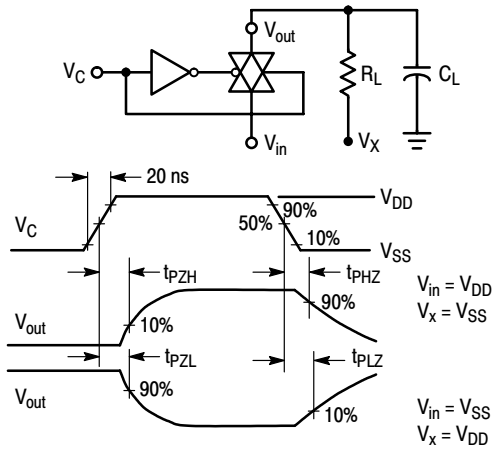 V_out
V_C
R_L
C_L
V_in
V_X
20 ns
V_C
50%
90%
10%
V_DD
V_SS
t_PZH
t_PHZ
V_out
10%
90%
V_in = V_DD
V_x = V_SS
t_PZL
t_PLZ
V_out
90%
10%
V_in = V_SS
V_x = V_DD